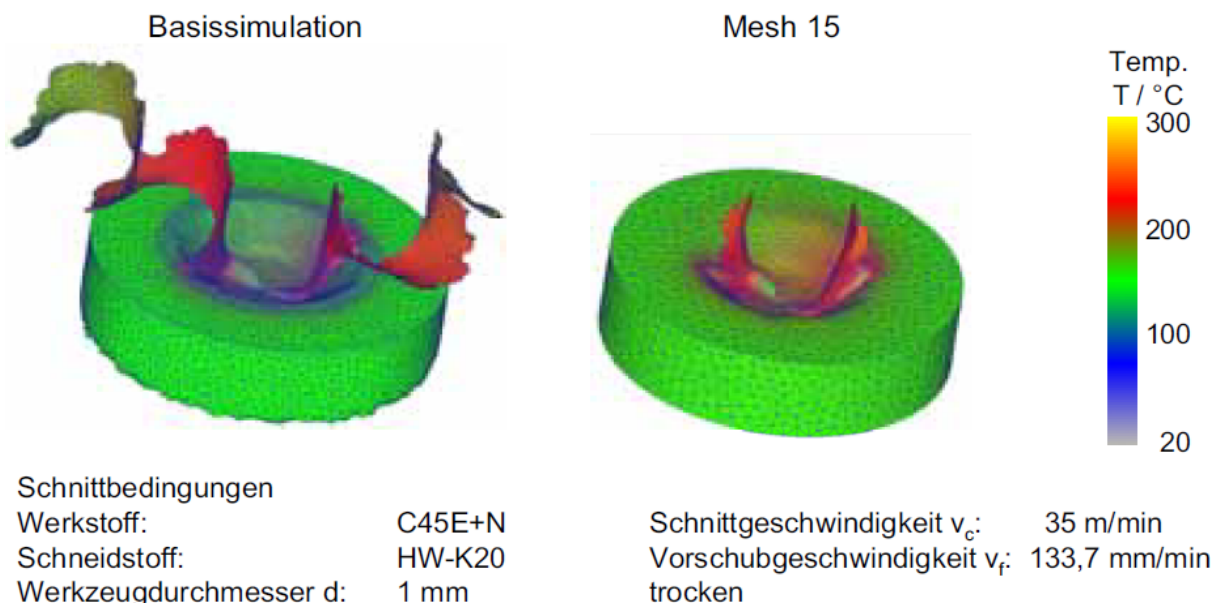 Basissimulation
Mesh 15
Temp.
T / °C
300
200
100
20
Schnittbedingungen
Werkstoff: C45E+N
Schneidstoff: HW-K20
Werkzeugdurchmesser d: 1 mm
Schnittgeschwindigkeit vc: 35 m/min
Vorschubgeschwindigkeit vf: 133,7 mm/min
trocken